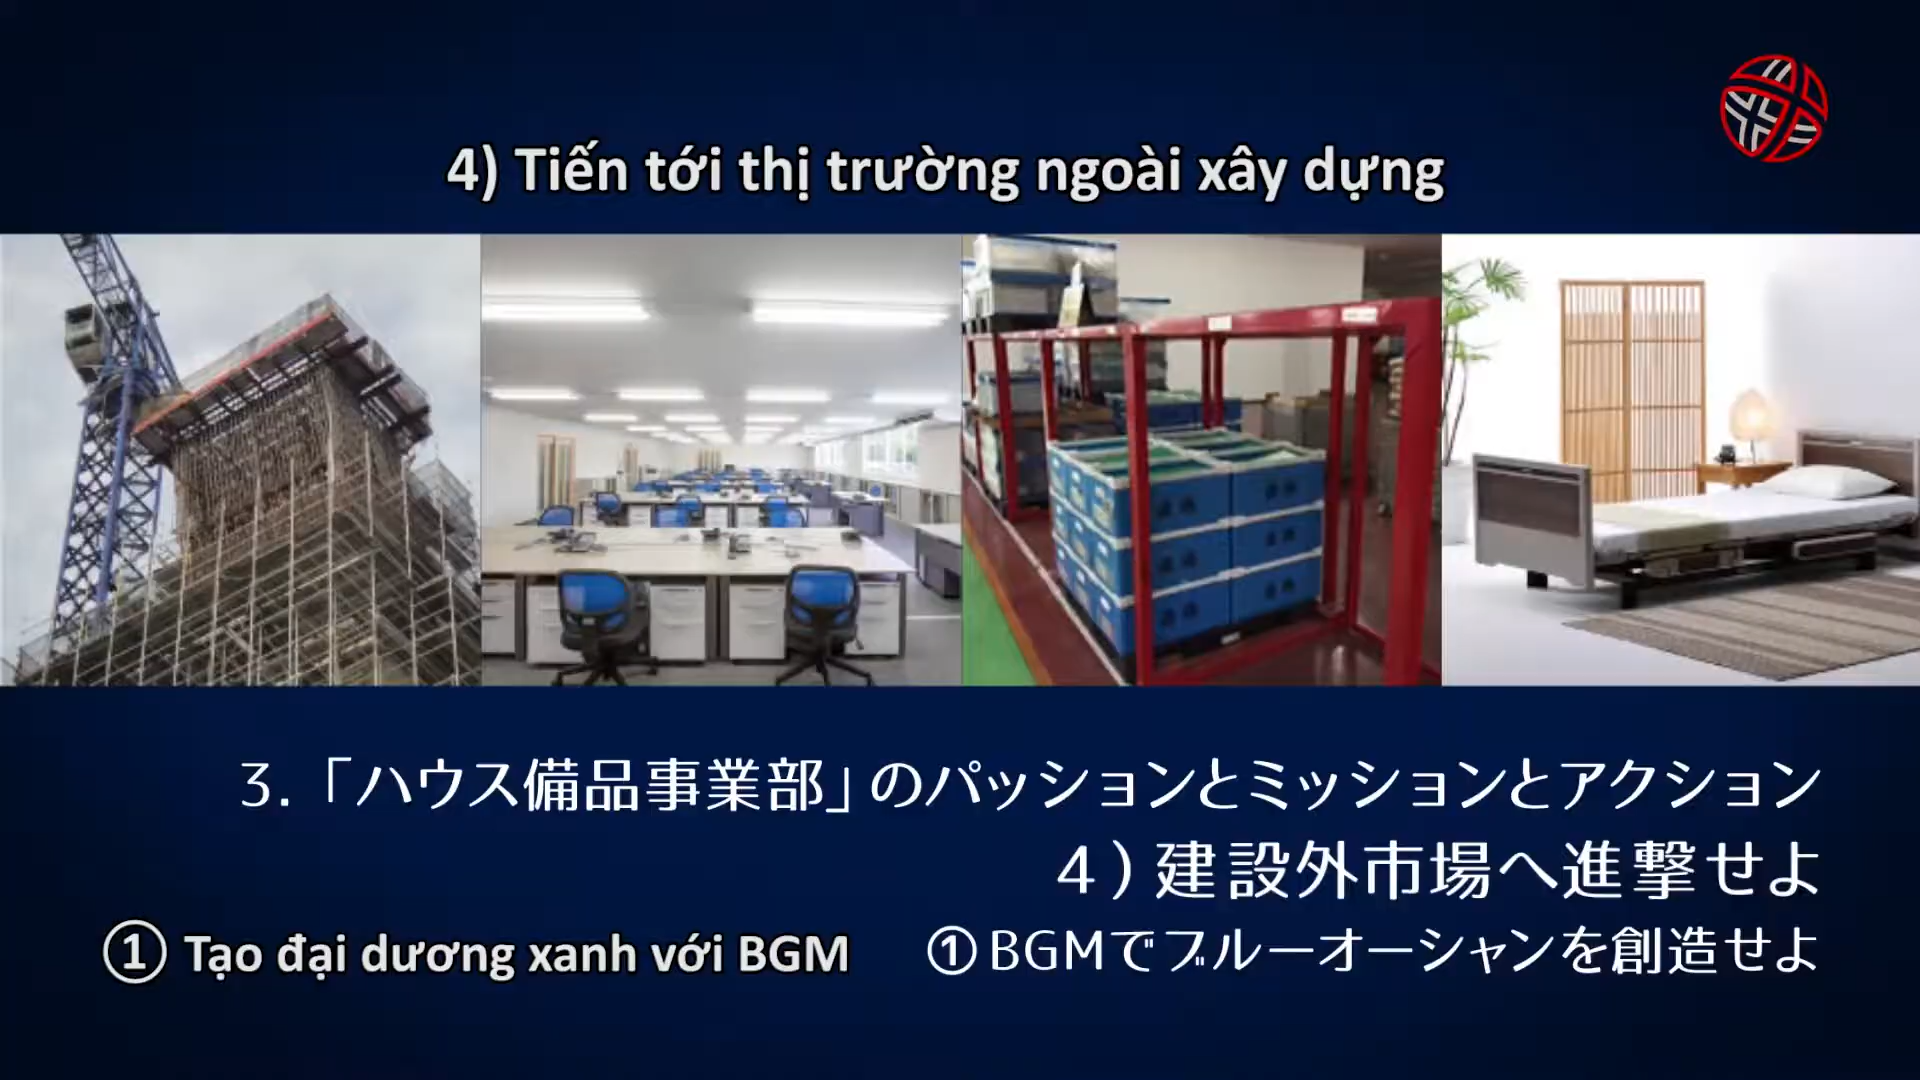 4) Tiến tới thị trường ngoài xây dựng
3.「ハウス備品事業部」のパッションとミッションとアクション
4)建設外市場へ進撃せよ
① Tạo đại dương xanh với BGM
①BGMでブルーオーシャンを創造せよ